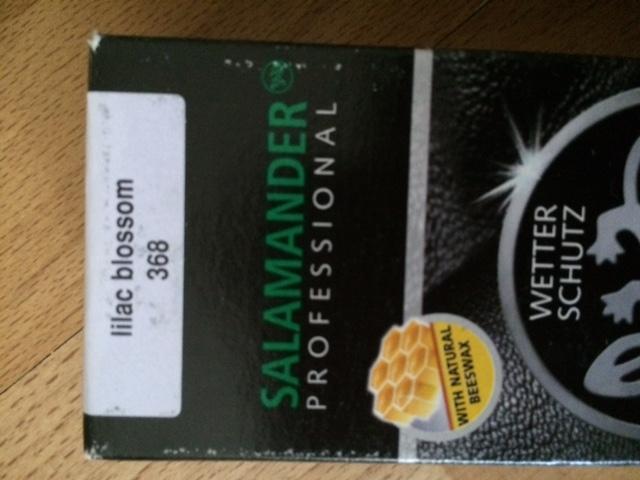 lilac blossom
368
SALAMANDER
PROFESSIONAL
WITH NATURAL
BEESWAX
WETTER
SCHUTZ